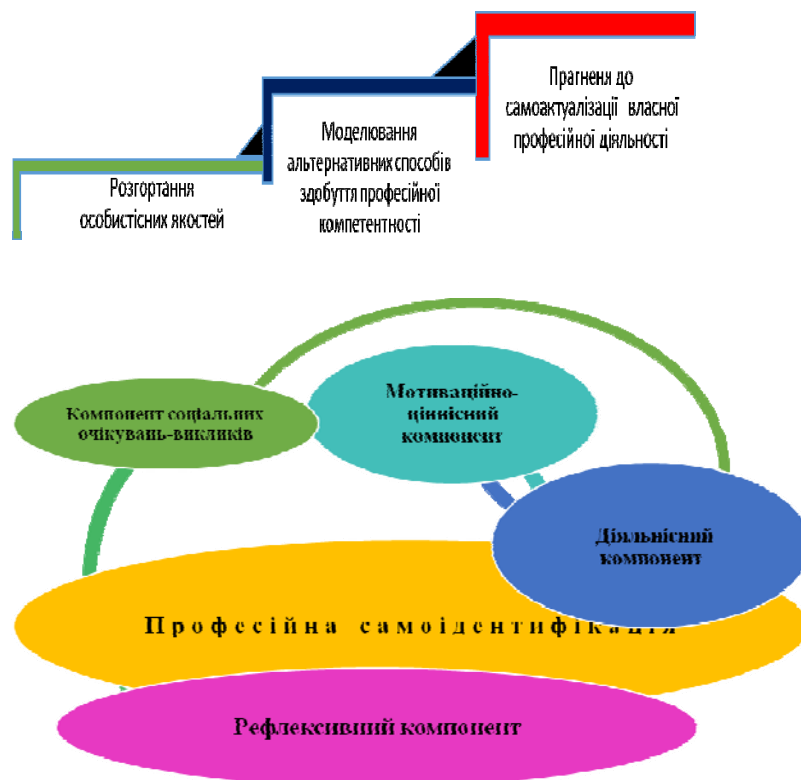 Прагненя до
самоактуалізації власної
професійної діяльності
Моделювання
альтернативних способів
здобуття професійної
компетентності
Розгортання
особистісних якостей
Мотиваційно-
ціннісний
компонент
Компонент соціальних
очікувань-викликів
Діяльнісний
компонент
Професійна самоідентифікація
Рефлексивний компонент